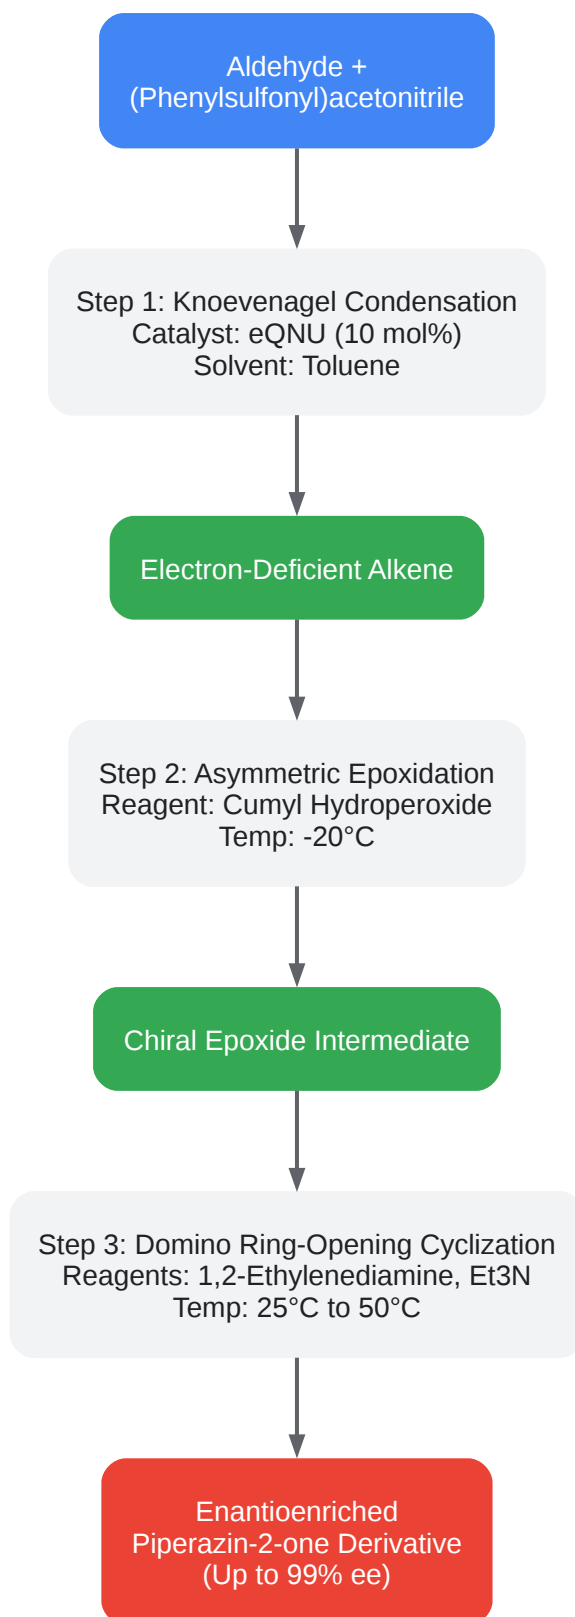 Aldehyde +
(Phenylsulfonyl)acetonitrile
Step 1: Knoevenagel Condensation
Catalyst: eQNU (10 mol%)
Solvent: Toluene
Electron-Deficient Alkene
Step 2: Asymmetric Epoxidation
Reagent: Cumyl Hydroperoxide
Temp: -20°C
Chiral Epoxide Intermediate
Step 3: Domino Ring-Opening Cyclization
Reagents: 1,2-Ethylenediamine, Et3N
Temp: 25°C to 50°C
Enantioenriched
Piperazin-2-one Derivative
(Up to 99% ee)